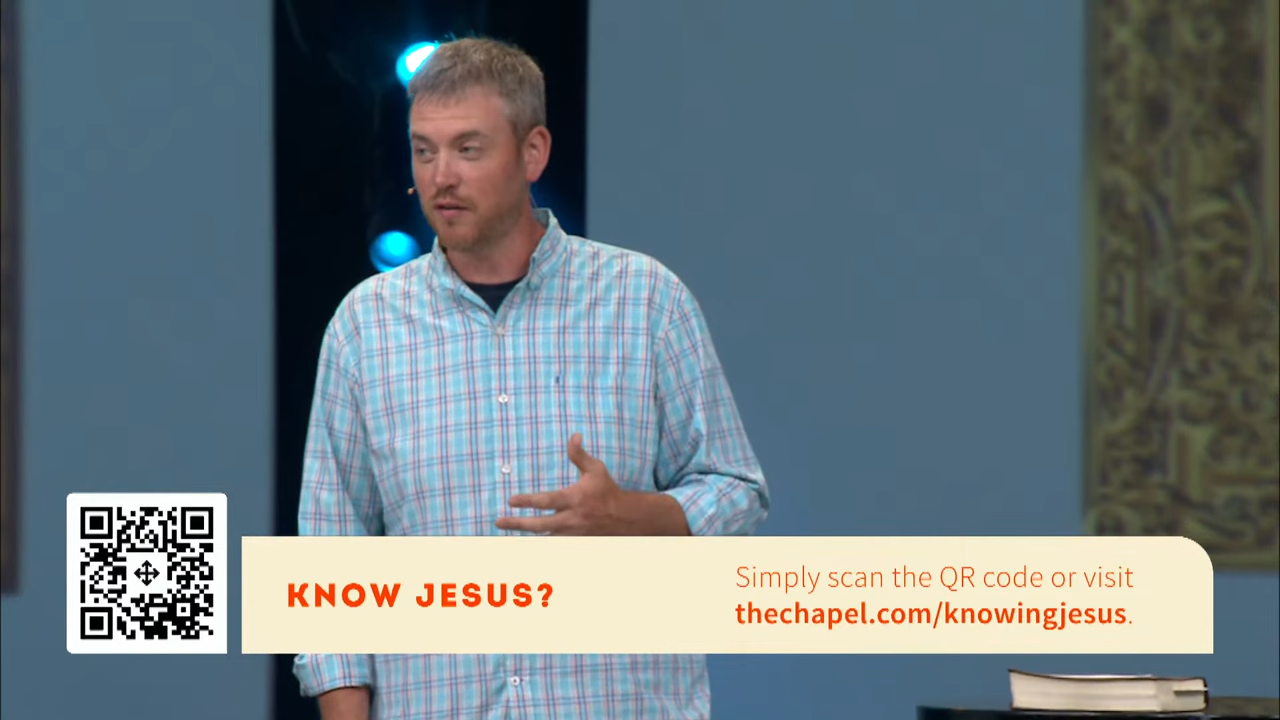 KNOW JESUS?
Simply scan the QR code or visit
thechapel.com/knowingjesus.